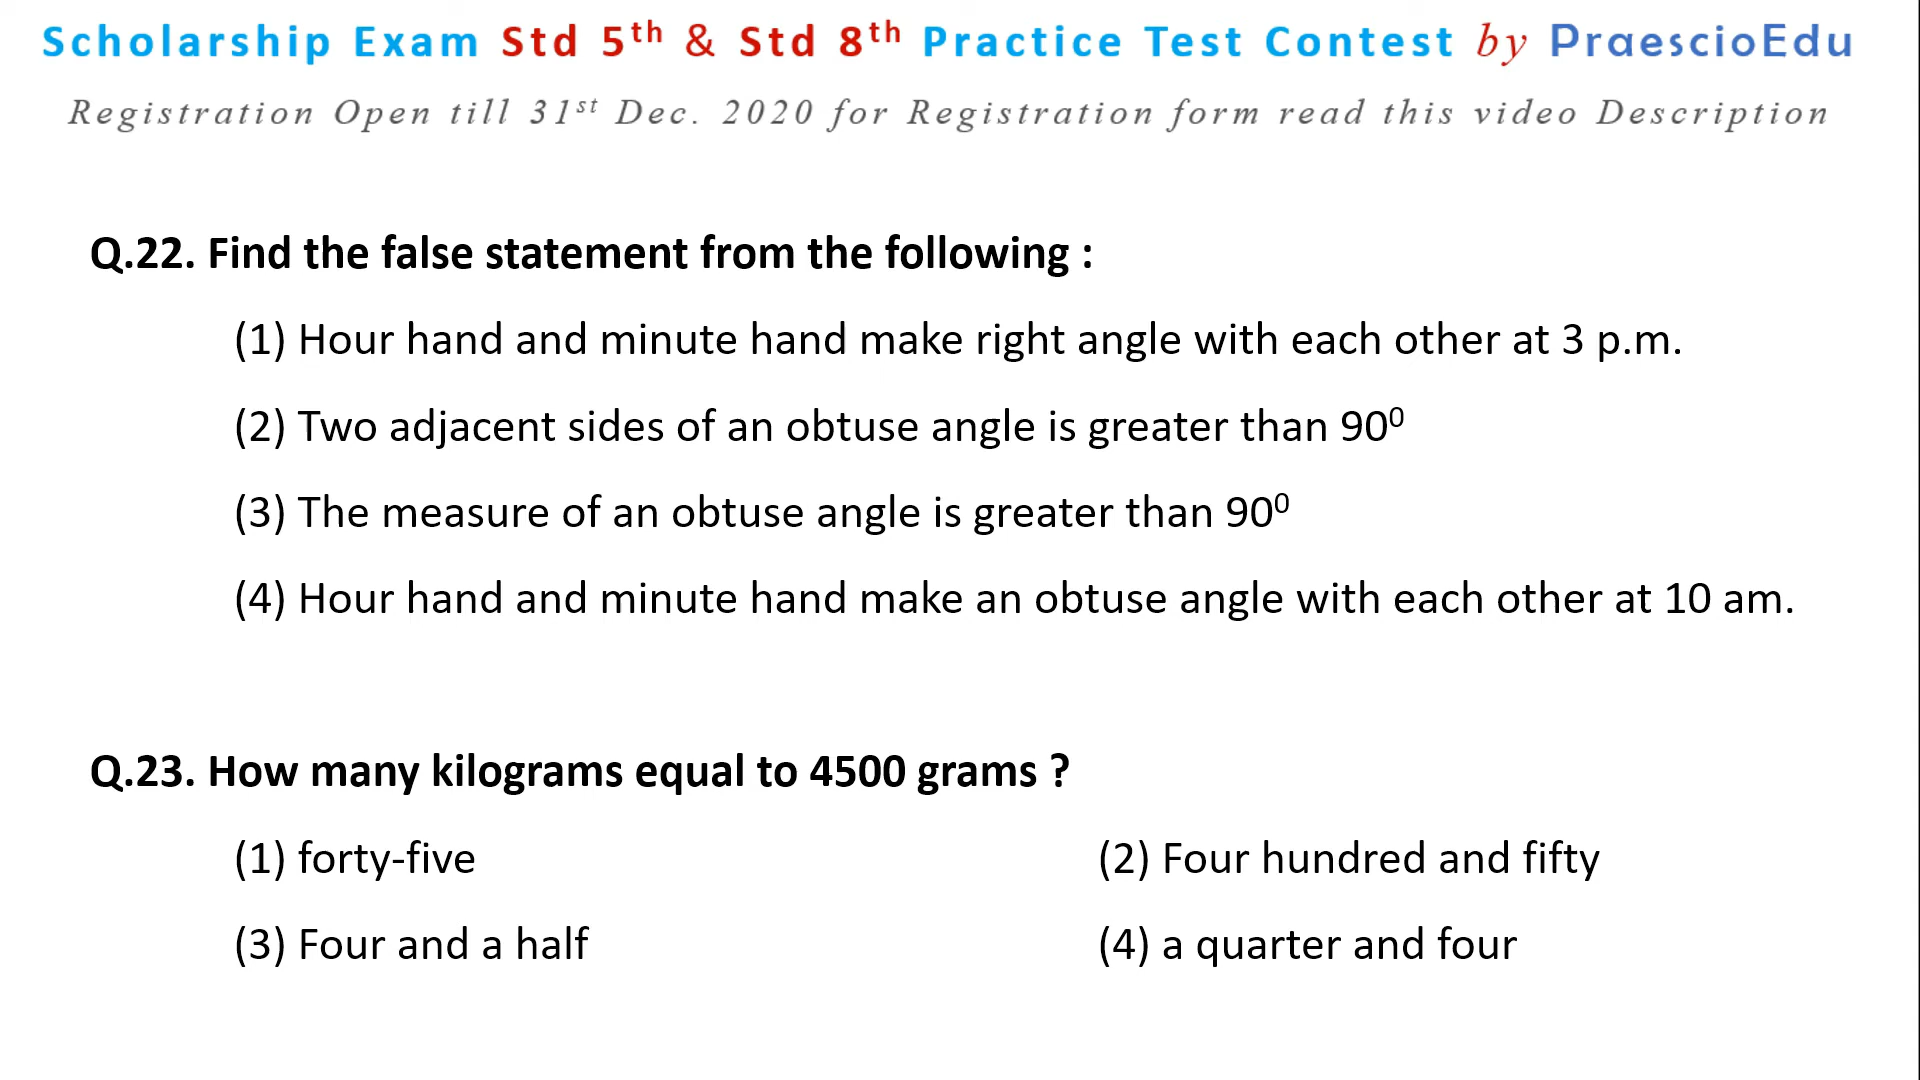 Scholarship Exam Std 5th & Std 8th Practice Test Contest by PraescioEdu
Registration Open till 31st Dec. 2020 for Registration form read this video Description
Q.22. Find the false statement from the following :
(1) Hour hand and minute hand make right angle with each other at 3 p.m.
(2) Two adjacent sides of an obtuse angle is greater than 90⁰
(3) The measure of an obtuse angle is greater than 90⁰
(4) Hour hand and minute hand make an obtuse angle with each other at 10 am.
Q.23. How many kilograms equal to 4500 grams ?
(1) forty-five (2) Four hundred and fifty
(3) Four and a half (4) a quarter and four